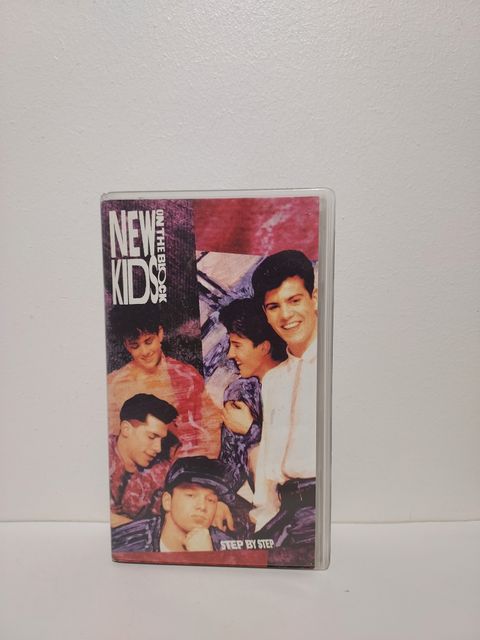 NEW
KIDS
ON THE BLOCK
STEP BY STEP